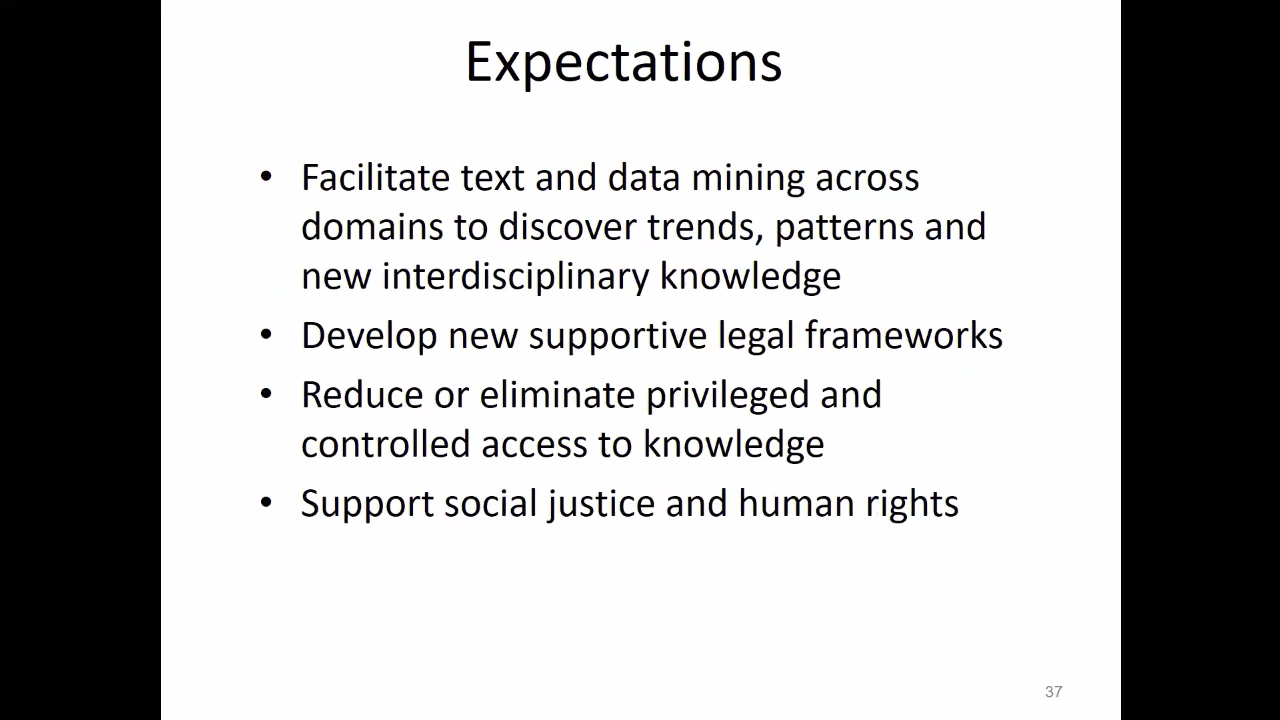 Expectations
• Facilitate text and data mining across
domains to discover trends, patterns and
new interdisciplinary knowledge
• Develop new supportive legal frameworks
• Reduce or eliminate privileged and
controlled access to knowledge
• Support social justice and human rights
37